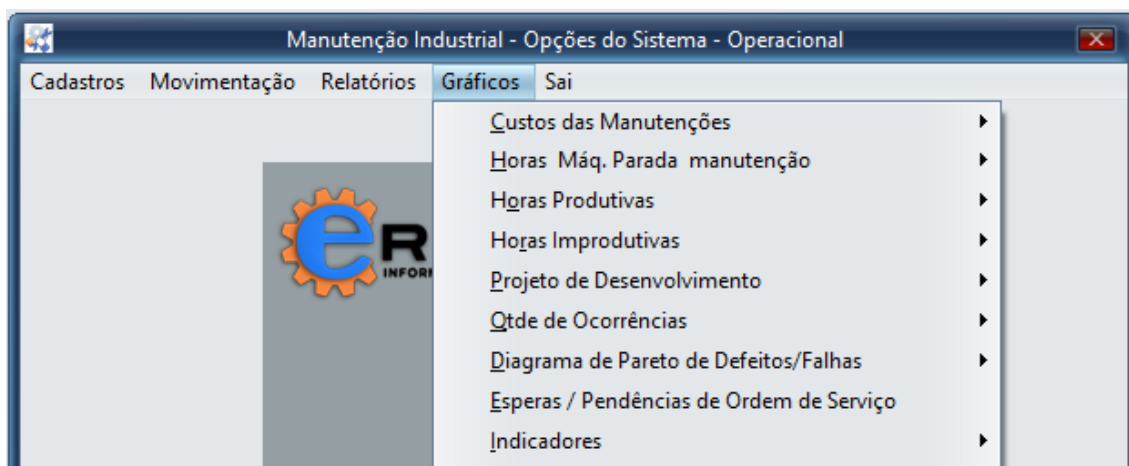 Manutenção Industrial - Opções do Sistema - Operacional
Cadastros Movimentação Relatórios Gráficos Sai
Custos das Manutenções
Horas Máq. Parada manutenção
Horas Produtivas
Horas Improdutivas
Projeto de Desenvolvimento
Qtde de Ocorrências
Diagrama de Pareto de Defeitos/Falhas
Esperas / Pendências de Ordem de Serviço
Indicadores
eR
INFOR